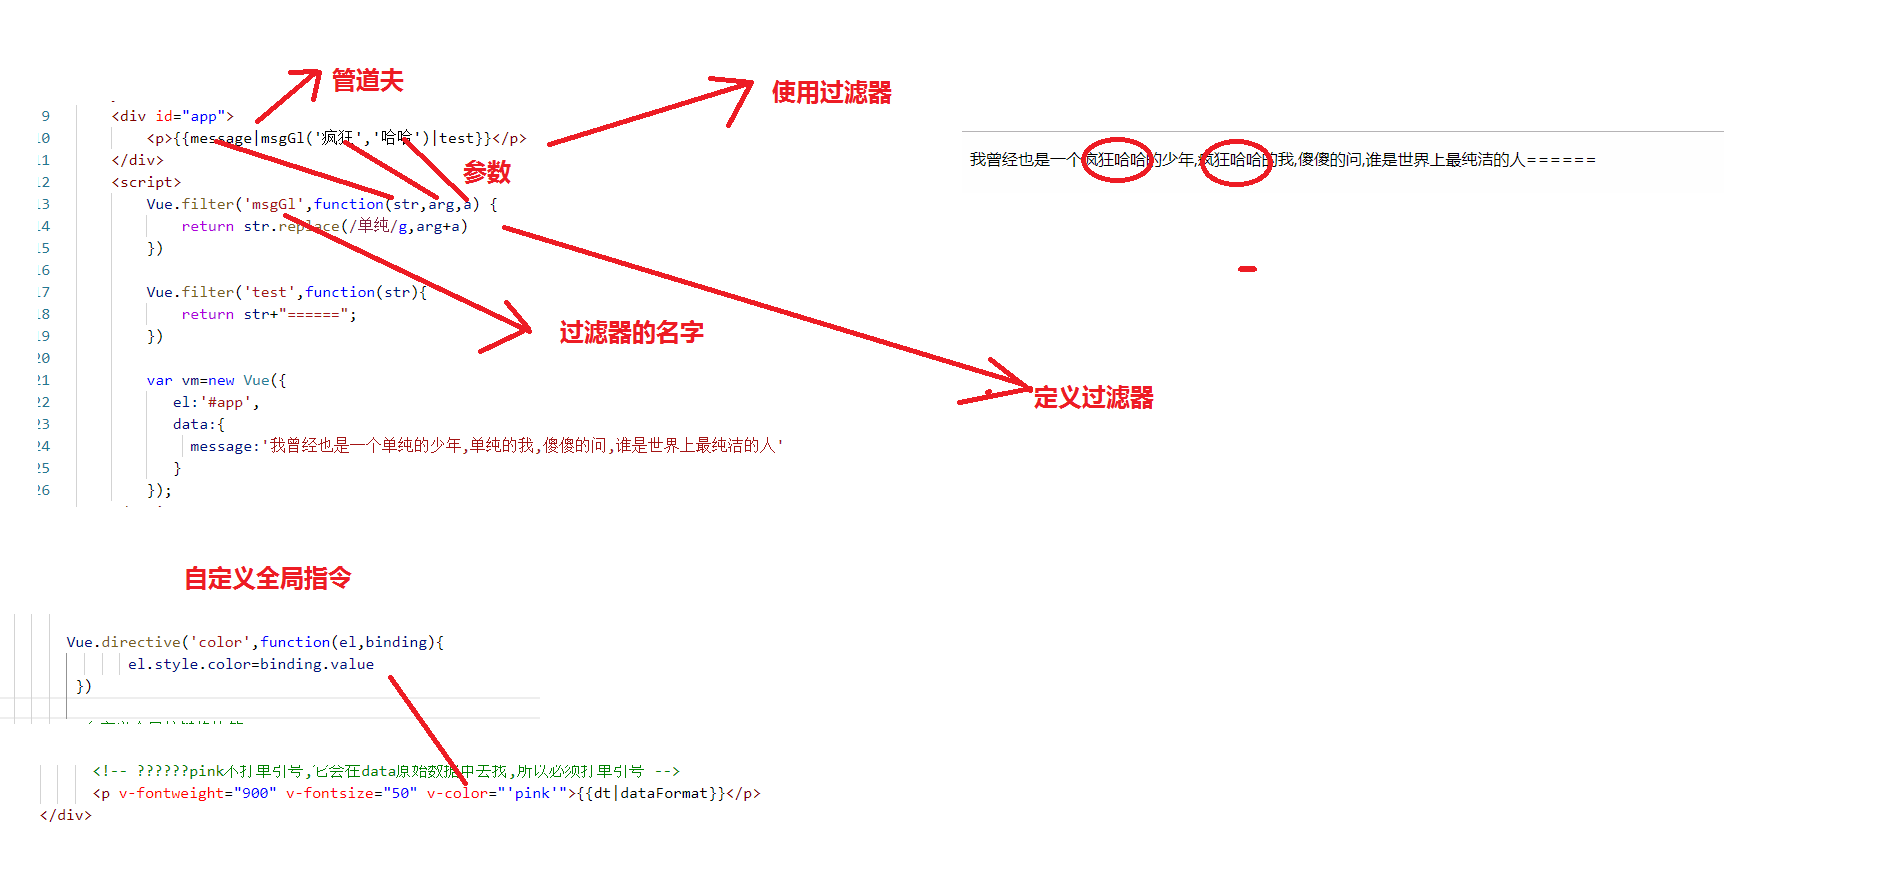 管道夫
使用过滤器
9 <div id="app">
10 <p>{{message|msgGl('疯狂','哈哈')|test}}</p>
11 </div>
参数
12 <script>
13 Vue.filter('msgGl',function(str,arg,a) {
14 return str.replace(/单纯/g,arg+a)
15 })
16
17 Vue.filter('test',function(str){
18 return str+"======";
19 })
过滤器的名字
20
21 var vm=new Vue({
22 el:'#app',
定义过滤器
23 data:{
24 message:'我曾经也是一个单纯的少年,单纯的我,傻傻的问,谁是世界上最纯洁的人'
25 }
26 });
我曾经也是一个疯狂哈哈的少年,疯狂哈哈的我,傻傻的问,谁是世界上最纯洁的人======
自定义全局指令
Vue.directive('color',function(el,binding){
el.style.color=binding.value
})
<!-- ??????pink不打单引号,它会在data原始数据中去找,所以必须打单引号 -->
<p v-fontweight="900" v-fontsize="50" v-color="'pink'">{{dt|dataFormat}}</p>
</div>